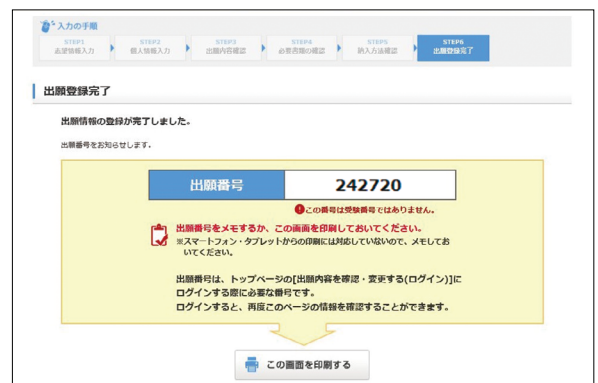 入力の手順
STEP1 STEP2 STEP3 STEP4 STEP5 STEP6
志望情報入力 個人情報入力 出願内容確認 必要書類の確認 納入方法確認 出願登録完了
出願登録完了
出願情報の登録が完了しました。
出願番号をお知らせします。
出願番号 242720
この番号は受験番号ではありません。
出願番号をメモするか、この画面を印刷しておいてください。
※スマートフォン・タブレットからの印刷には対応していないので、メモしてお
いてください。
出願番号は、トップページの[出願内容を確認・変更する(ログイン)]に
ログインする際に必要な番号です。
ログインすると、再度このページの情報を確認することができます。
この画面を印刷する